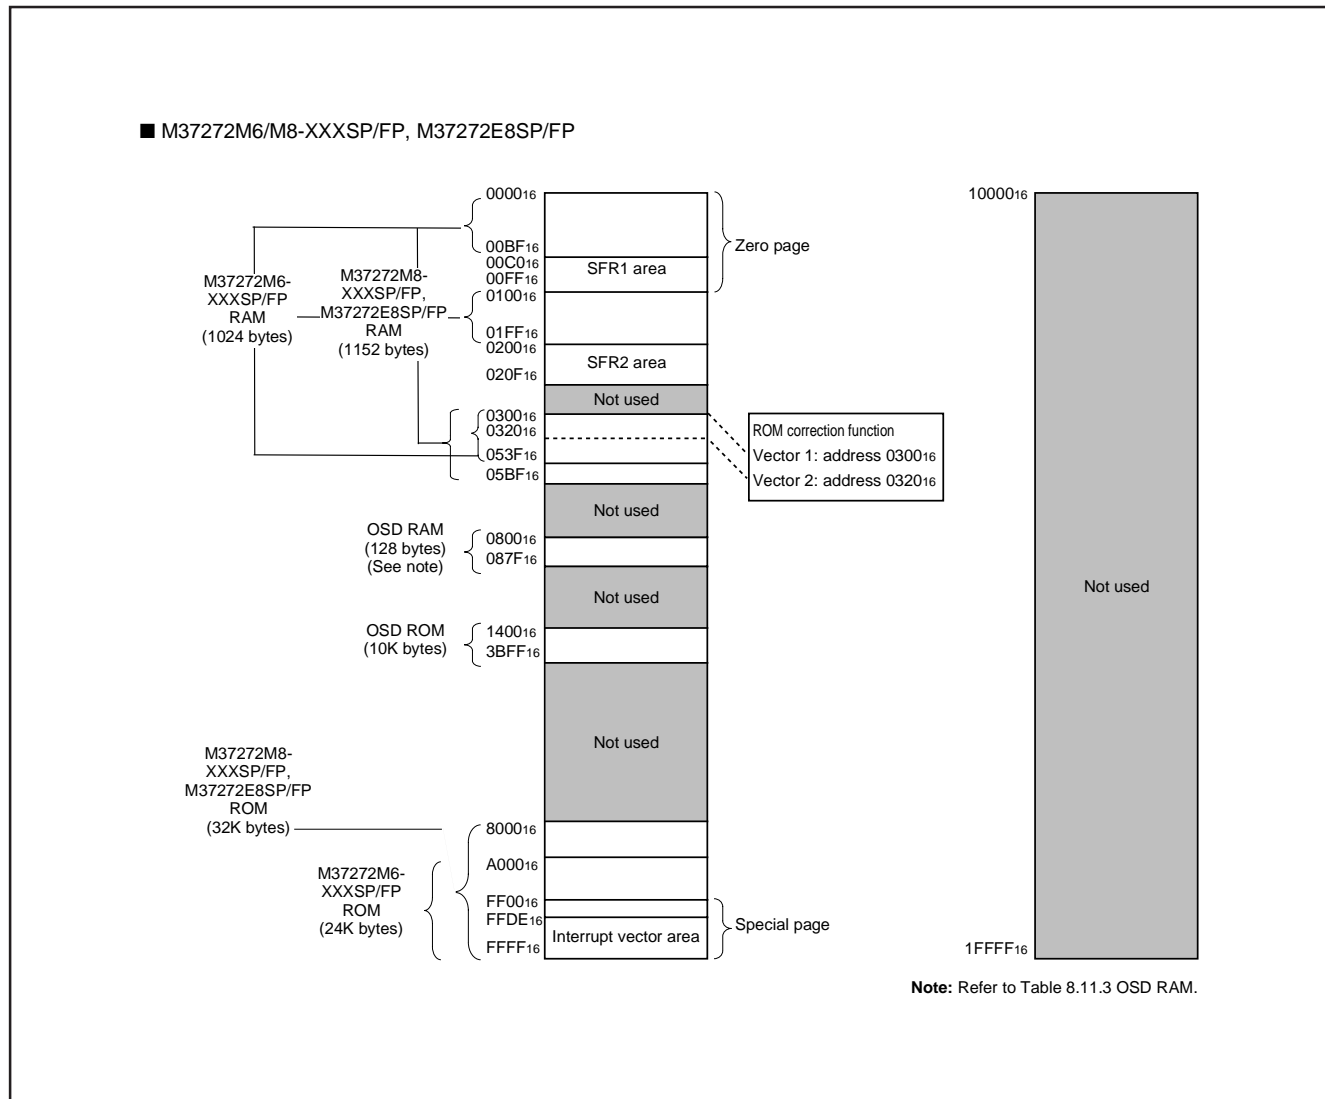 ■ M37272M6/M8-XXXSP/FP, M37272E8SP/FP
000016
00BF16
00C016
00FF16
010016
01FF16
020016
020F16
030016
032016
053F16
05BF16
080016
087F16
140016
3BFF16
800016
A00016
FF0016
FFDE16
FFFF16
M37272M6-
XXXSP/FP
RAM
(1024 bytes)
M37272M8-
XXXSP/FP,
M37272E8SP/FP
RAM
(1152 bytes)
OSD RAM
(128 bytes)
(See note)
OSD ROM
(10K bytes)
M37272M8-
XXXSP/FP,
M37272E8SP/FP
ROM
(32K bytes)
M37272M6-
XXXSP/FP
ROM
(24K bytes)
SFR1 area
SFR2 area
Not used
Not used
Not used
Not used
Interrupt vector area
Zero page
ROM correction function
Vector 1: address 030016
Vector 2: address 032016
Special page
1000016
Not used
1FFFF16
Note: Refer to Table 8.11.3 OSD RAM.